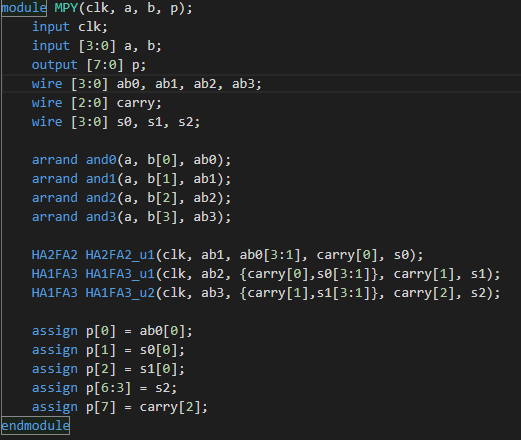 module MPY(clk, a, b, p);
    input clk;
    input [3:0] a, b;
    output [7:0] p;
    wire [3:0] ab0, ab1, ab2, ab3;
    wire [2:0] carry;
    wire [3:0] s0, s1, s2;

    arrand and0(a, b[0], ab0);
    arrand and1(a, b[1], ab1);
    arrand and2(a, b[2], ab2);
    arrand and3(a, b[3], ab3);

    HA2FA2 HA2FA2_u1(clk, ab1, ab0[3:1], carry[0], s0);
    HA1FA3 HA1FA3_u1(clk, ab2, {carry[0],s0[3:1]}, carry[1], s1);
    HA1FA3 HA1FA3_u2(clk, ab3, {carry[1],s1[3:1]}, carry[2], s2);

    assign p[0] = ab0[0];
    assign p[1] = s0[0];
    assign p[2] = s1[0];
    assign p[6:3] = s2;
    assign p[7] = carry[2];
endmodule